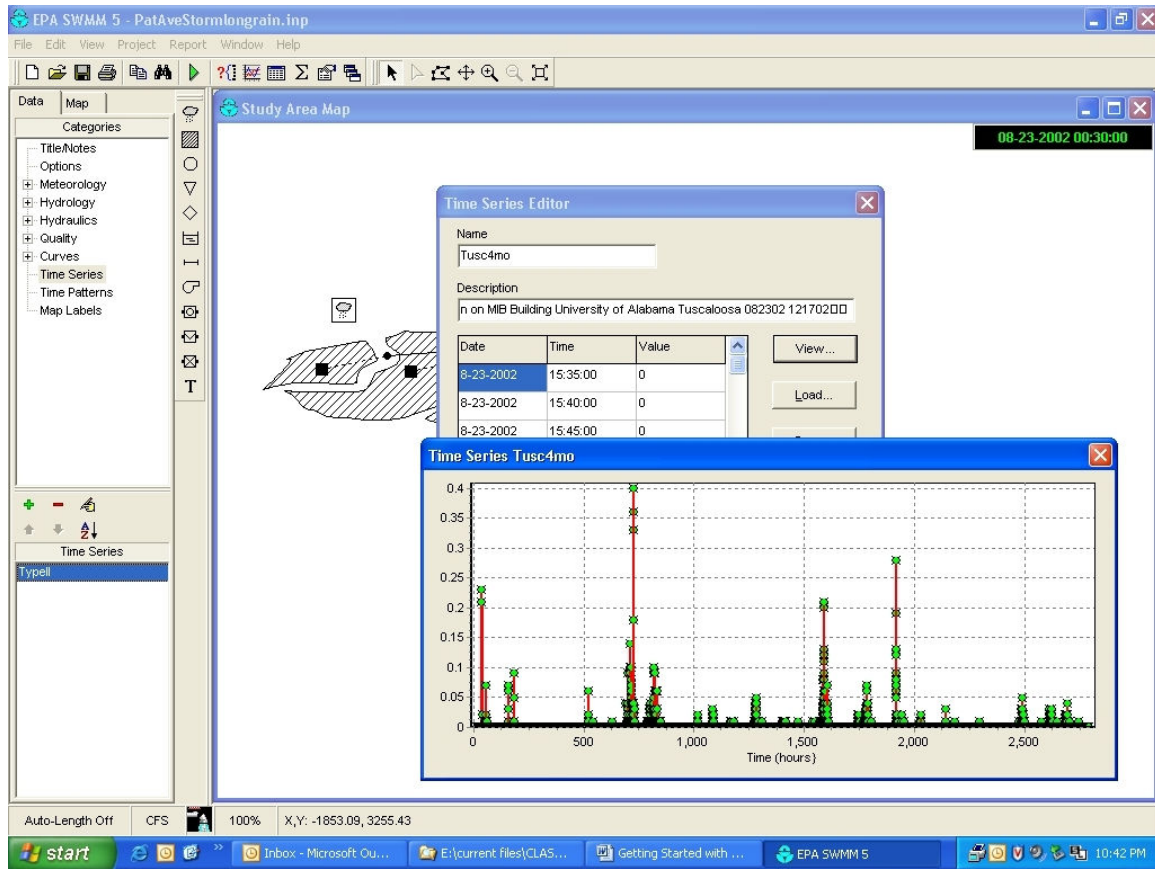 EPA SWMM 5 - PatAveStormlongrain.inp
File Edit View Project Report Window Help
Data Map
Categories
Title/Notes
Options
Meteorology
Hydrology
Hydraulics
Quality
Curves
Time Series
Time Patterns
Map Labels
Time Series
TypeII
T
Study Area Map
08-23-2002 00:30:00
Time Series Editor
Name
Tusc4mo
Description
n on MIB Building University of Alabama Tuscaloosa 082302 121702
Date Time Value
8-23-2002 15:35:00 0
8-23-2002 15:40:00 0
8-23-2002 15:45:00 0
View...
Load...
Time Series Tusc4mo
0.4
0.35
0.3
0.25
0.2
0.15
0.1
0.05
0
0 500 1,000 1,500 2,000 2,500
Time (hours)
Auto-Length Off CFS 100% X,Y: -1853.09, 3255.43
start Inbox - Microsoft Ou... E:\current files\CLAS... Getting Started with ... EPA SWMM 5 10:42 PM